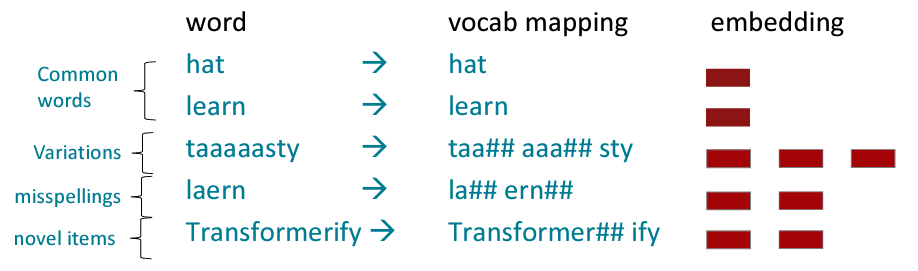 word vocab mapping embedding
Common words
hat → hat
learn → learn
Variations
taaaaasty → taa## aaa## sty
misspellings
laern → la## ern##
novel items
Transformerify → Transformer## ify